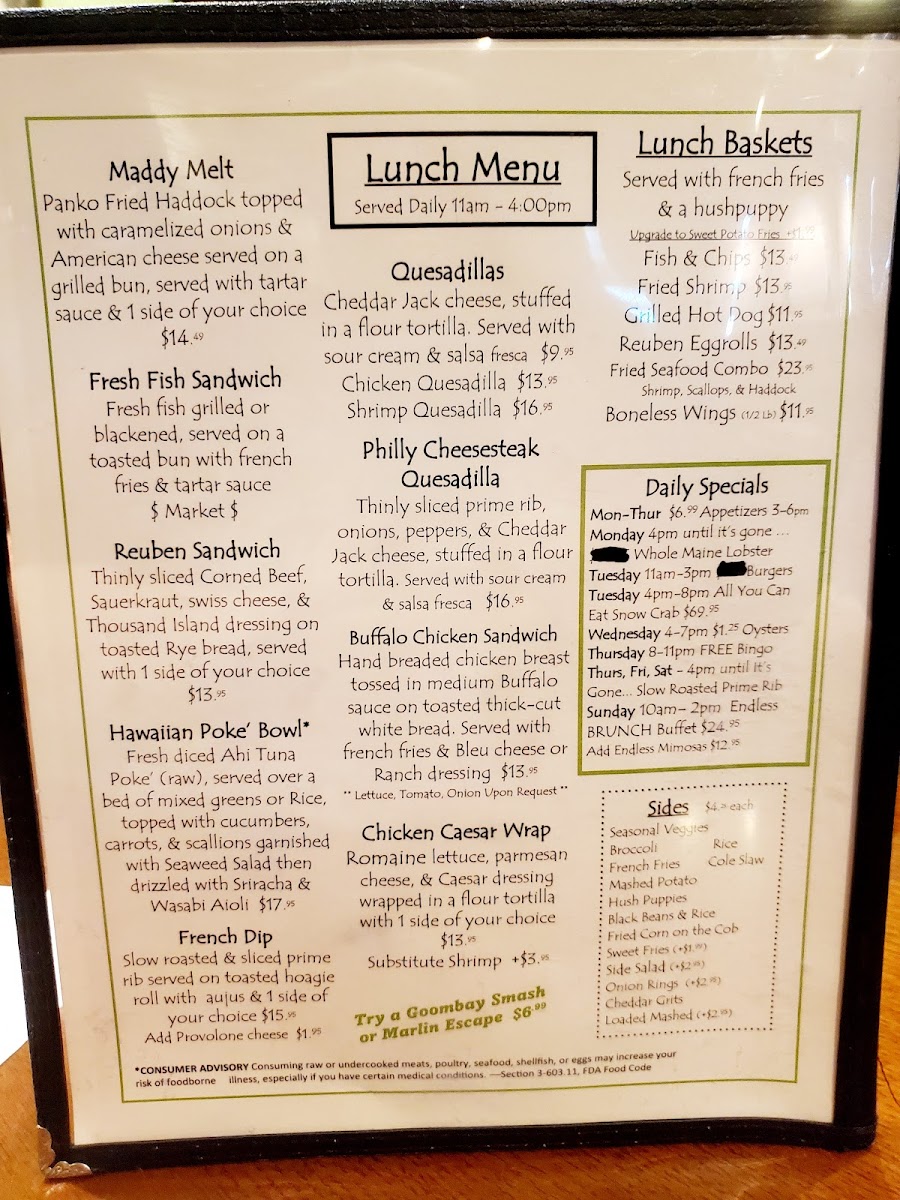 Maddy Melt
Panko Fried Haddock topped
with caramelized onions &
American cheese served on a
grilled bun, served with tartar
sauce & 1 side of your choice
$14.49
Fresh Fish Sandwich
Fresh fish grilled or
blackened, served on a
toasted bun with french
fries & tartar sauce
$ Market $
Reuben Sandwich
Thinly sliced Corned Beef,
Sauerkraut, swiss cheese, &
Thousand Island dressing on
toasted Rye bread, served
with 1 side of your choice
$13.95
Hawaiian Poke' Bowl*
Fresh diced Ahi Tuna
Poke' (raw), served over a
bed of mixed greens or Rice,
topped with cucumbers,
carrots, & scallions garnished
with Seaweed Salad then
drizzled with Sriracha &
Wasabi Aioli $17.95
French Dip
Slow roasted & sliced prime
rib served on toasted hoagie
roll with aujus & 1 side of
your choice $15.95
Add Provolone cheese $1.95
Lunch Menu
Served Daily 11am - 4:00pm
Quesadillas
Cheddar Jack cheese, stuffed
in a flour tortilla. Served with
sour cream & salsa fresca $9.95
Chicken Quesadilla $13.95
Shrimp Quesadilla $16.95
Philly Cheesesteak
Quesadilla
Thinly sliced prime rib,
onions, peppers, & Cheddar
Jack cheese, stuffed in a flour
tortilla. Served with sour cream
& salsa fresca $16.95
Buffalo Chicken Sandwich
Hand breaded chicken breast
tossed in medium Buffalo
sauce on toasted thick-cut
white bread. Served with
french fries & Bleu cheese or
Ranch dressing $13.95
** Lettuce, Tomato, Onion Upon Request **
Chicken Caesar Wrap
Romaine lettuce, parmesan
cheese, & Caesar dressing
wrapped in a flour tortilla
with 1 side of your choice
$13.95
Substitute Shrimp +$3.95
Try a Goombay Smash
or Marlin Escape $6.99
Lunch Baskets
Served with french fries
& a hushpuppy
Upgrade to Sweet Potato Fries
Fish & Chips $13.49
Fried Shrimp $13.95
Grilled Hot Dog $11.95
Reuben Eggrolls $13.49
Fried Seafood Combo $23.95
Shrimp, Scallops, & Haddock
Boneless Wings (1/2 Lb) $11.95
Daily Specials
Mon-Thur $6.99 Appetizers 3-6pm
Monday 4pm until it's gone ...
Whole Maine Lobster
Tuesday 11am-3pm Burgers
Tuesday 4pm-8pm All You Can
Eat Snow Crab $69.95
Wednesday 4-7pm $1.25 Oysters
Thursday 8-11pm FREE Bingo
Thurs, Fri, Sat - 4pm until It's
Gone... Slow Roasted Prime Rib
Sunday 10am- 2pm Endless
BRUNCH Buffet $24.95
Add Endless Mimosas $12.95
Sides each
Seasonal Veggies
Broccoli Rice
French Fries Cole Slaw
Mashed Potato
Hush Puppies
Black Beans & Rice
Fried Corn on the Cob
Sweet Fries
Side Salad
Onion Rings
Cheddar Grits
Loaded Mashed
*CONSUMER ADVISORY Consuming raw or undercooked meats, poultry, seafood, shellfish, or eggs may increase your
risk of foodborne illness, especially if you have certain medical conditions. —Section 3-603.11, FDA Food Code